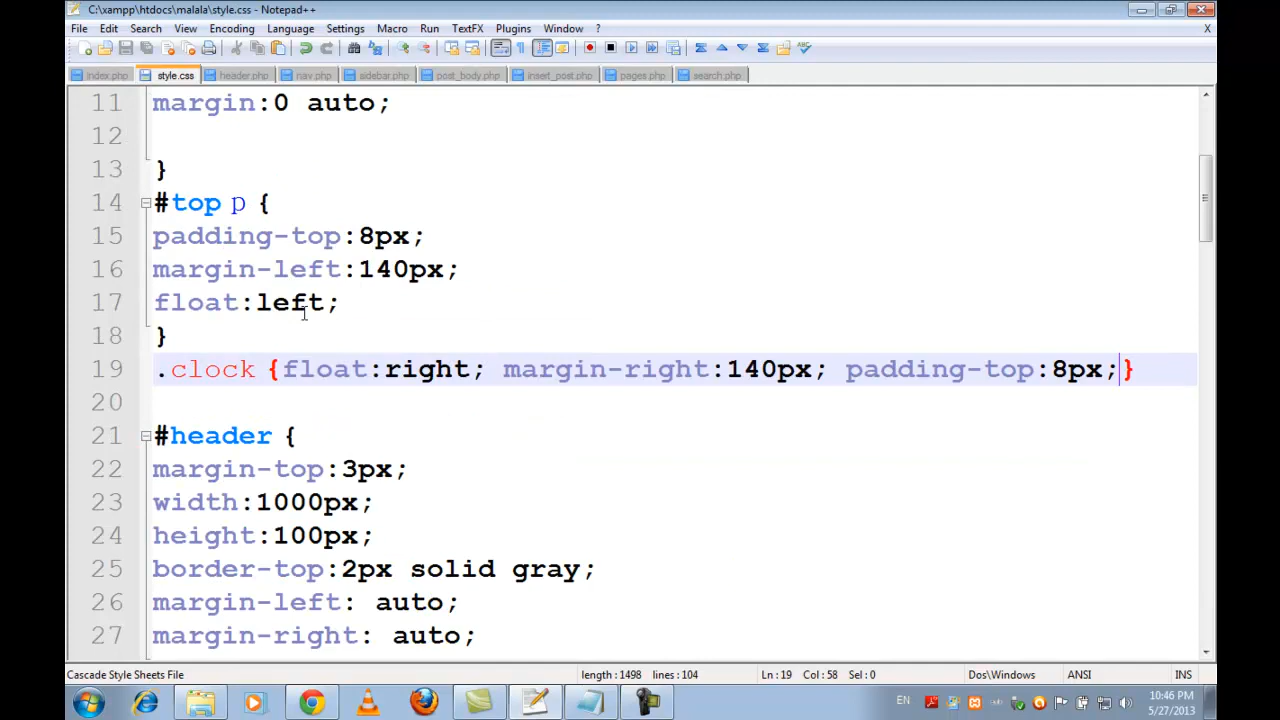 C:\xampp\htdocs\malala\style.css - Notepad++
File Edit Search View Encoding Language Settings Macro Run TextFX Plugins Window ? X
index.php style.css header.php nav.php sidebar.php post_body.php insert_post.php pages.php search.php
11 margin:0 auto;
12
13 }
14 #top p {
15 padding-top:8px;
16 margin-left:140px;
17 float:left;
18 }
19 .clock {float:right; margin-right:140px; padding-top:8px;}
20
21 #header {
22 margin-top:3px;
23 width:1000px;
24 height:100px;
25 border-top:2px solid gray;
26 margin-left: auto;
27 margin-right: auto;
Cascade Style Sheets File length : 1498 lines : 104 Ln : 19 Col : 58 Sel : 0 Dos\Windows ANSI INS
EN 10:46 PM
5/27/2013